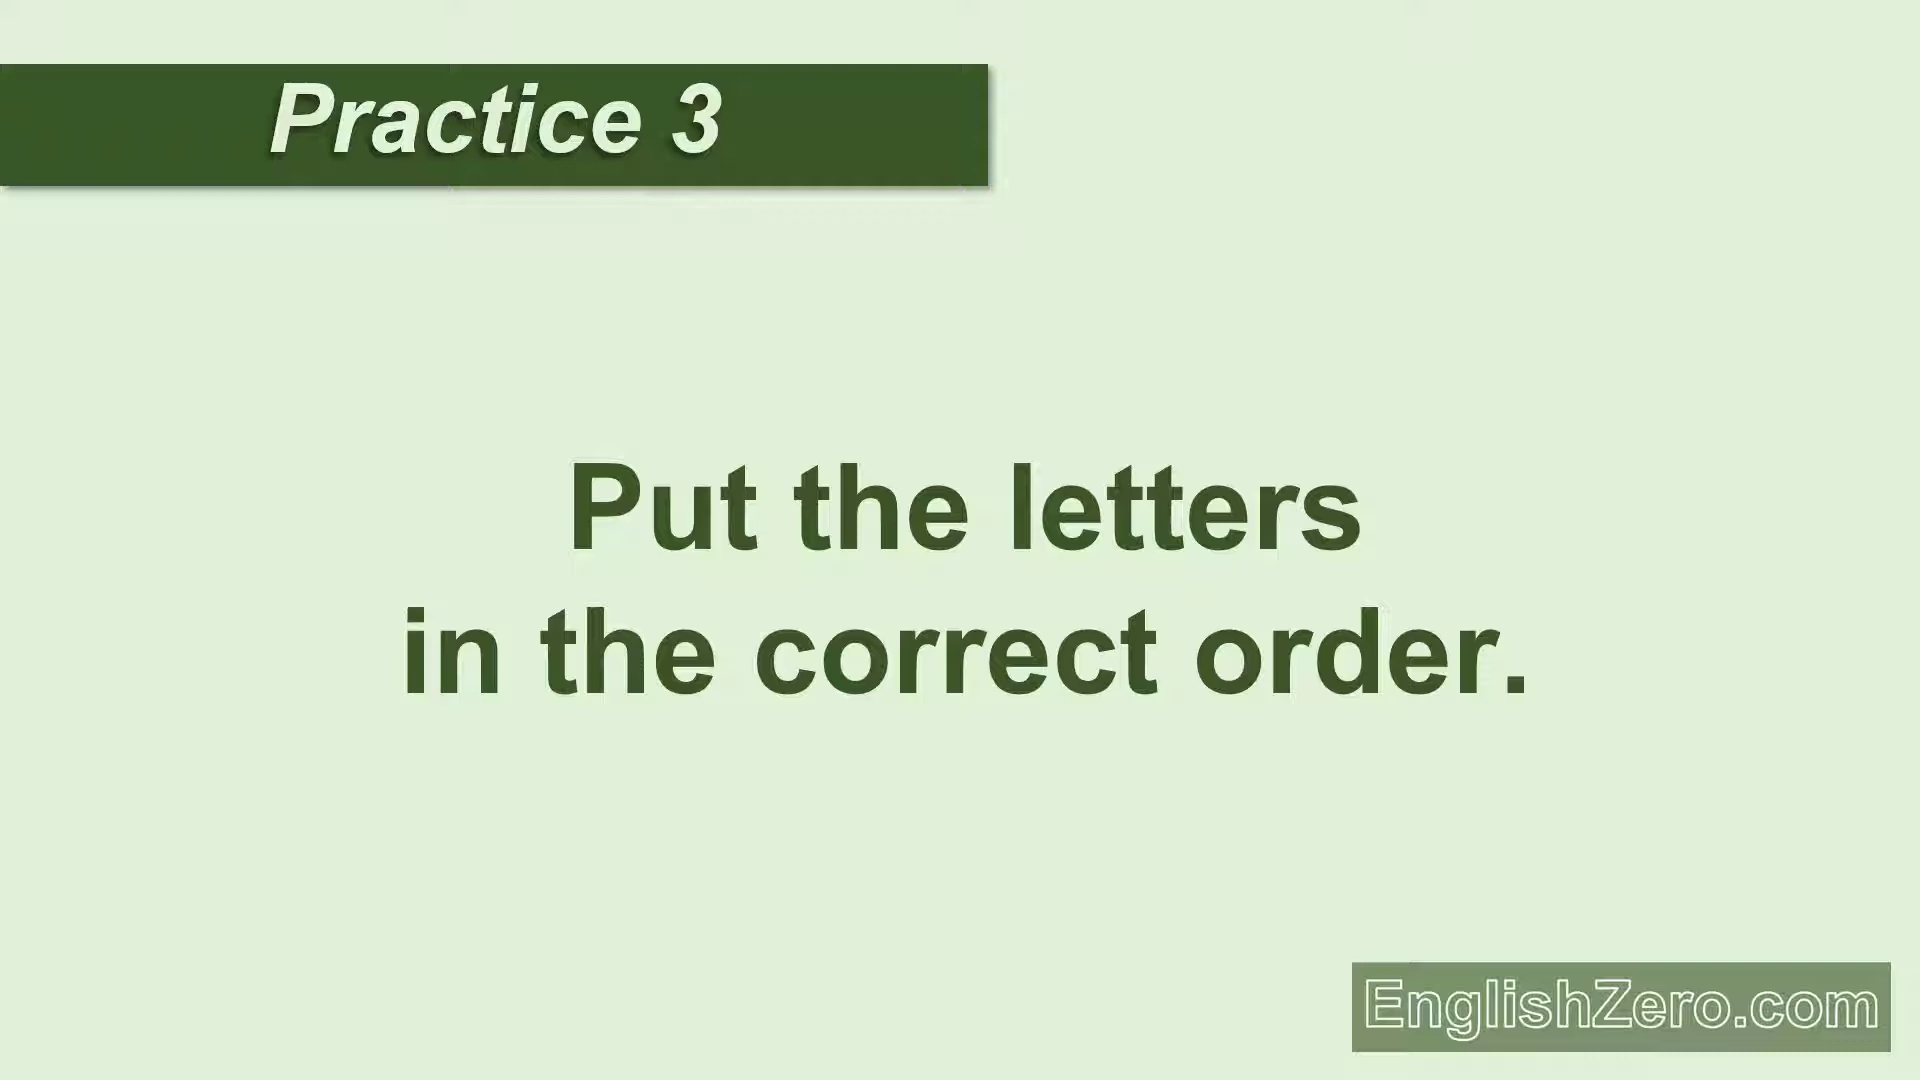 Practice 3
Put the letters
in the correct order.
EnglishZero.com